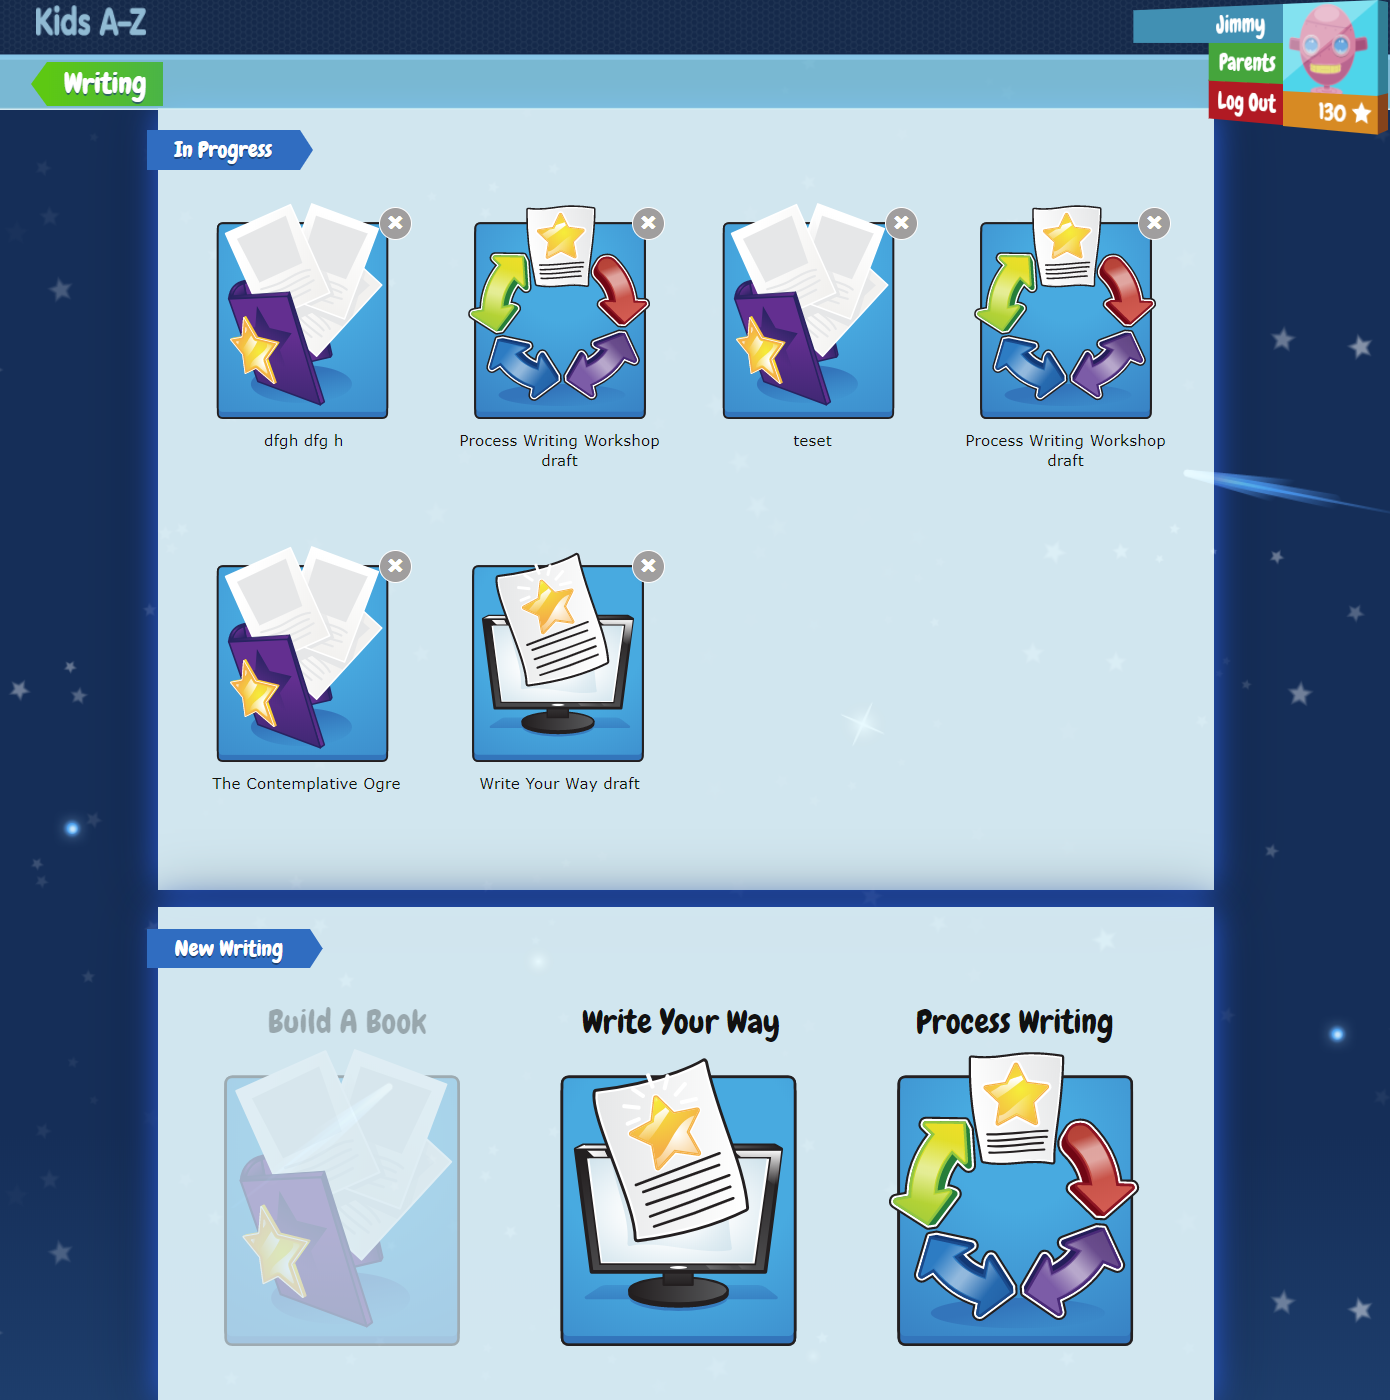 Kids A-Z
Jimmy
Parents
Log Out
130
Writing
In Progress
dfgh dfg h
Process Writing Workshop
draft
teset
Process Writing Workshop
draft
The Contemplative Ogre
Write Your Way draft
New Writing
Build A Book
Write Your Way
Process Writing